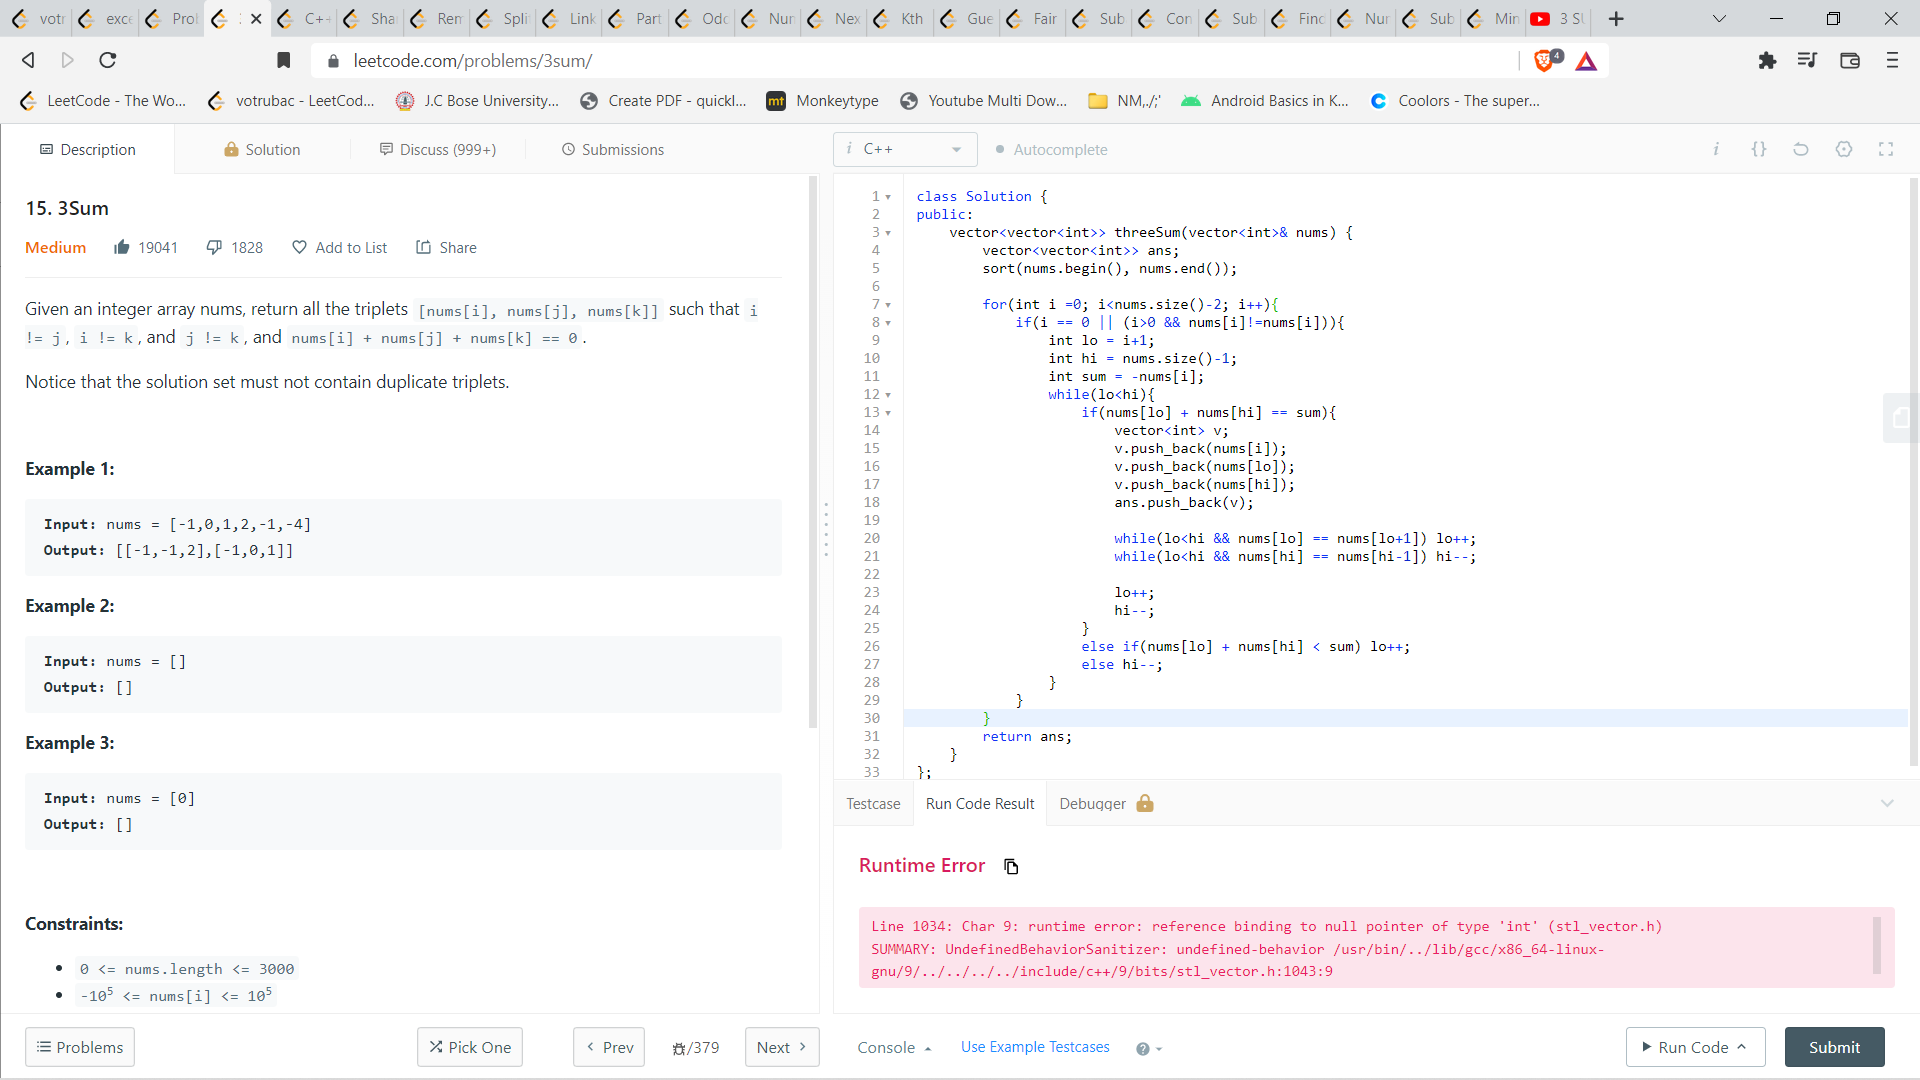 votr
exce
Prol
C++
Sha
Ren
Spli
Link
Part
Odd
Nur
Nex
Kth
Gue
Fair
Sub
Con
Sub
Find
Nur
Sub
Min
3 SU
leetcode.com/problems/3sum/
4
LeetCode - The Wo...
votrubac - LeetCod...
J.C Bose University...
Create PDF - quickl...
mt Monkeytype
Youtube Multi Dow...
NM,./;'
Android Basics in K...
Coolors - The super...
Description
Solution
Discuss (999+)
Submissions
i C++
Autocomplete
i {}
15. 3Sum
Medium 19041 1828 Add to List Share
Given an integer array nums, return all the triplets [nums[i], nums[j], nums[k]] such that i
!= j, i != k, and j != k, and nums[i] + nums[j] + nums[k] == 0.
Notice that the solution set must not contain duplicate triplets.
Example 1:
Input: nums = [-1,0,1,2,-1,-4]
Output: [[-1,-1,2],[-1,0,1]]
Example 2:
Input: nums = []
Output: []
Example 3:
Input: nums = [0]
Output: []
Constraints:
0 <= nums.length <= 3000
-10⁵ <= nums[i] <= 10⁵
Problems
Pick One
Prev
/379
Next
1 class Solution {
2 public:
3 vector<vector<int>> threeSum(vector<int>& nums) {
4 vector<vector<int>> ans;
5 sort(nums.begin(), nums.end());
6
7 for(int i =0; i<nums.size()-2; i++){
8 if(i == 0 || (i>0 && nums[i]!=nums[i])){
9 int lo = i+1;
10 int hi = nums.size()-1;
11 int sum = -nums[i];
12 while(lo<hi){
13 if(nums[lo] + nums[hi] == sum){
14 vector<int> v;
15 v.push_back(nums[i]);
16 v.push_back(nums[lo]);
17 v.push_back(nums[hi]);
18 ans.push_back(v);
19
20 while(lo<hi && nums[lo] == nums[lo+1]) lo++;
21 while(lo<hi && nums[hi] == nums[hi-1]) hi--;
22
23 lo++;
24 hi--;
25 }
26 else if(nums[lo] + nums[hi] < sum) lo++;
27 else hi--;
28 }
29 }
30 }
31 return ans;
32 }
33 };
Testcase
Run Code Result
Debugger
Runtime Error
Line 1034: Char 9: runtime error: reference binding to null pointer of type 'int' (stl_vector.h)
SUMMARY: UndefinedBehaviorSanitizer: undefined-behavior /usr/bin/../lib/gcc/x86_64-linux-
gnu/9/../../../../include/c++/9/bits/stl_vector.h:1043:9
Console
Use Example Testcases
?
Run Code
Submit